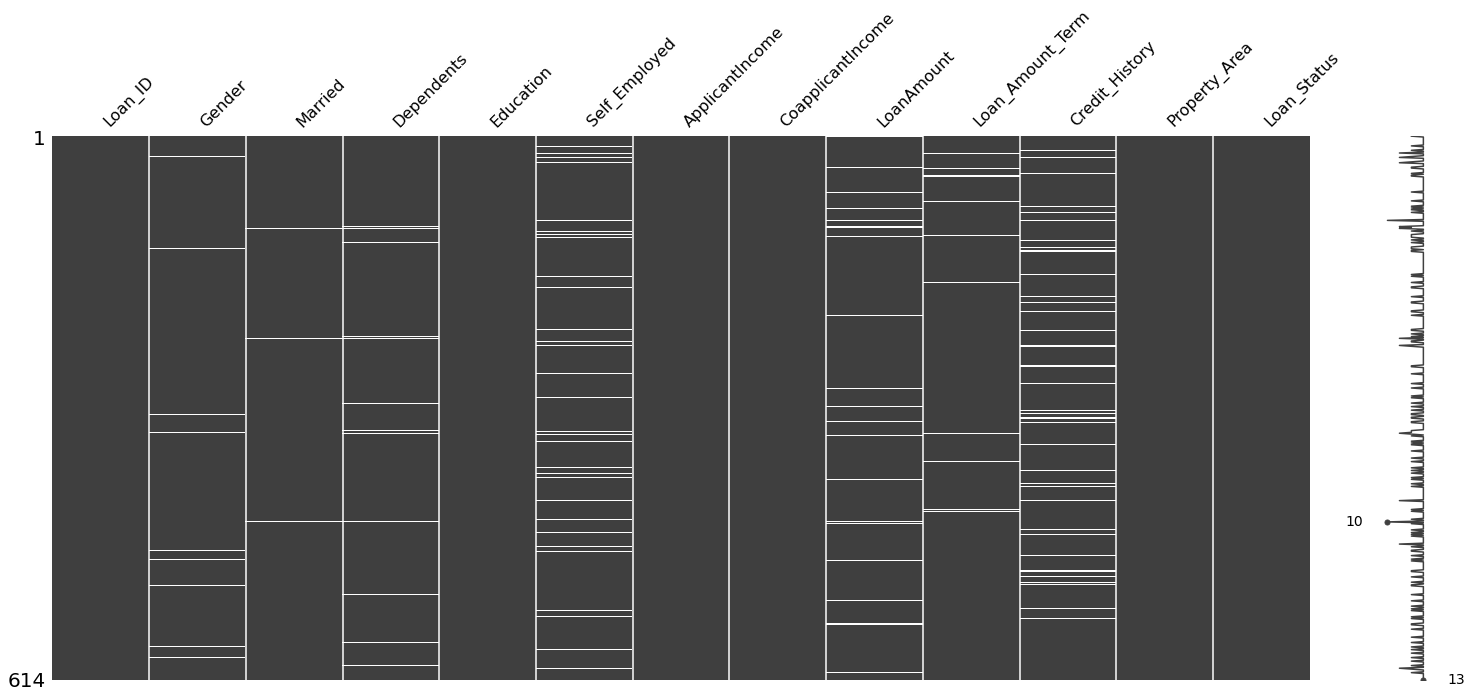 Loan_ID
Gender
Married
Dependents
Education
Self_Employed
ApplicantIncome
CoapplicantIncome
LoanAmount
Loan_Amount_Term
Credit_History
Property_Area
Loan_Status
1
10
614
13